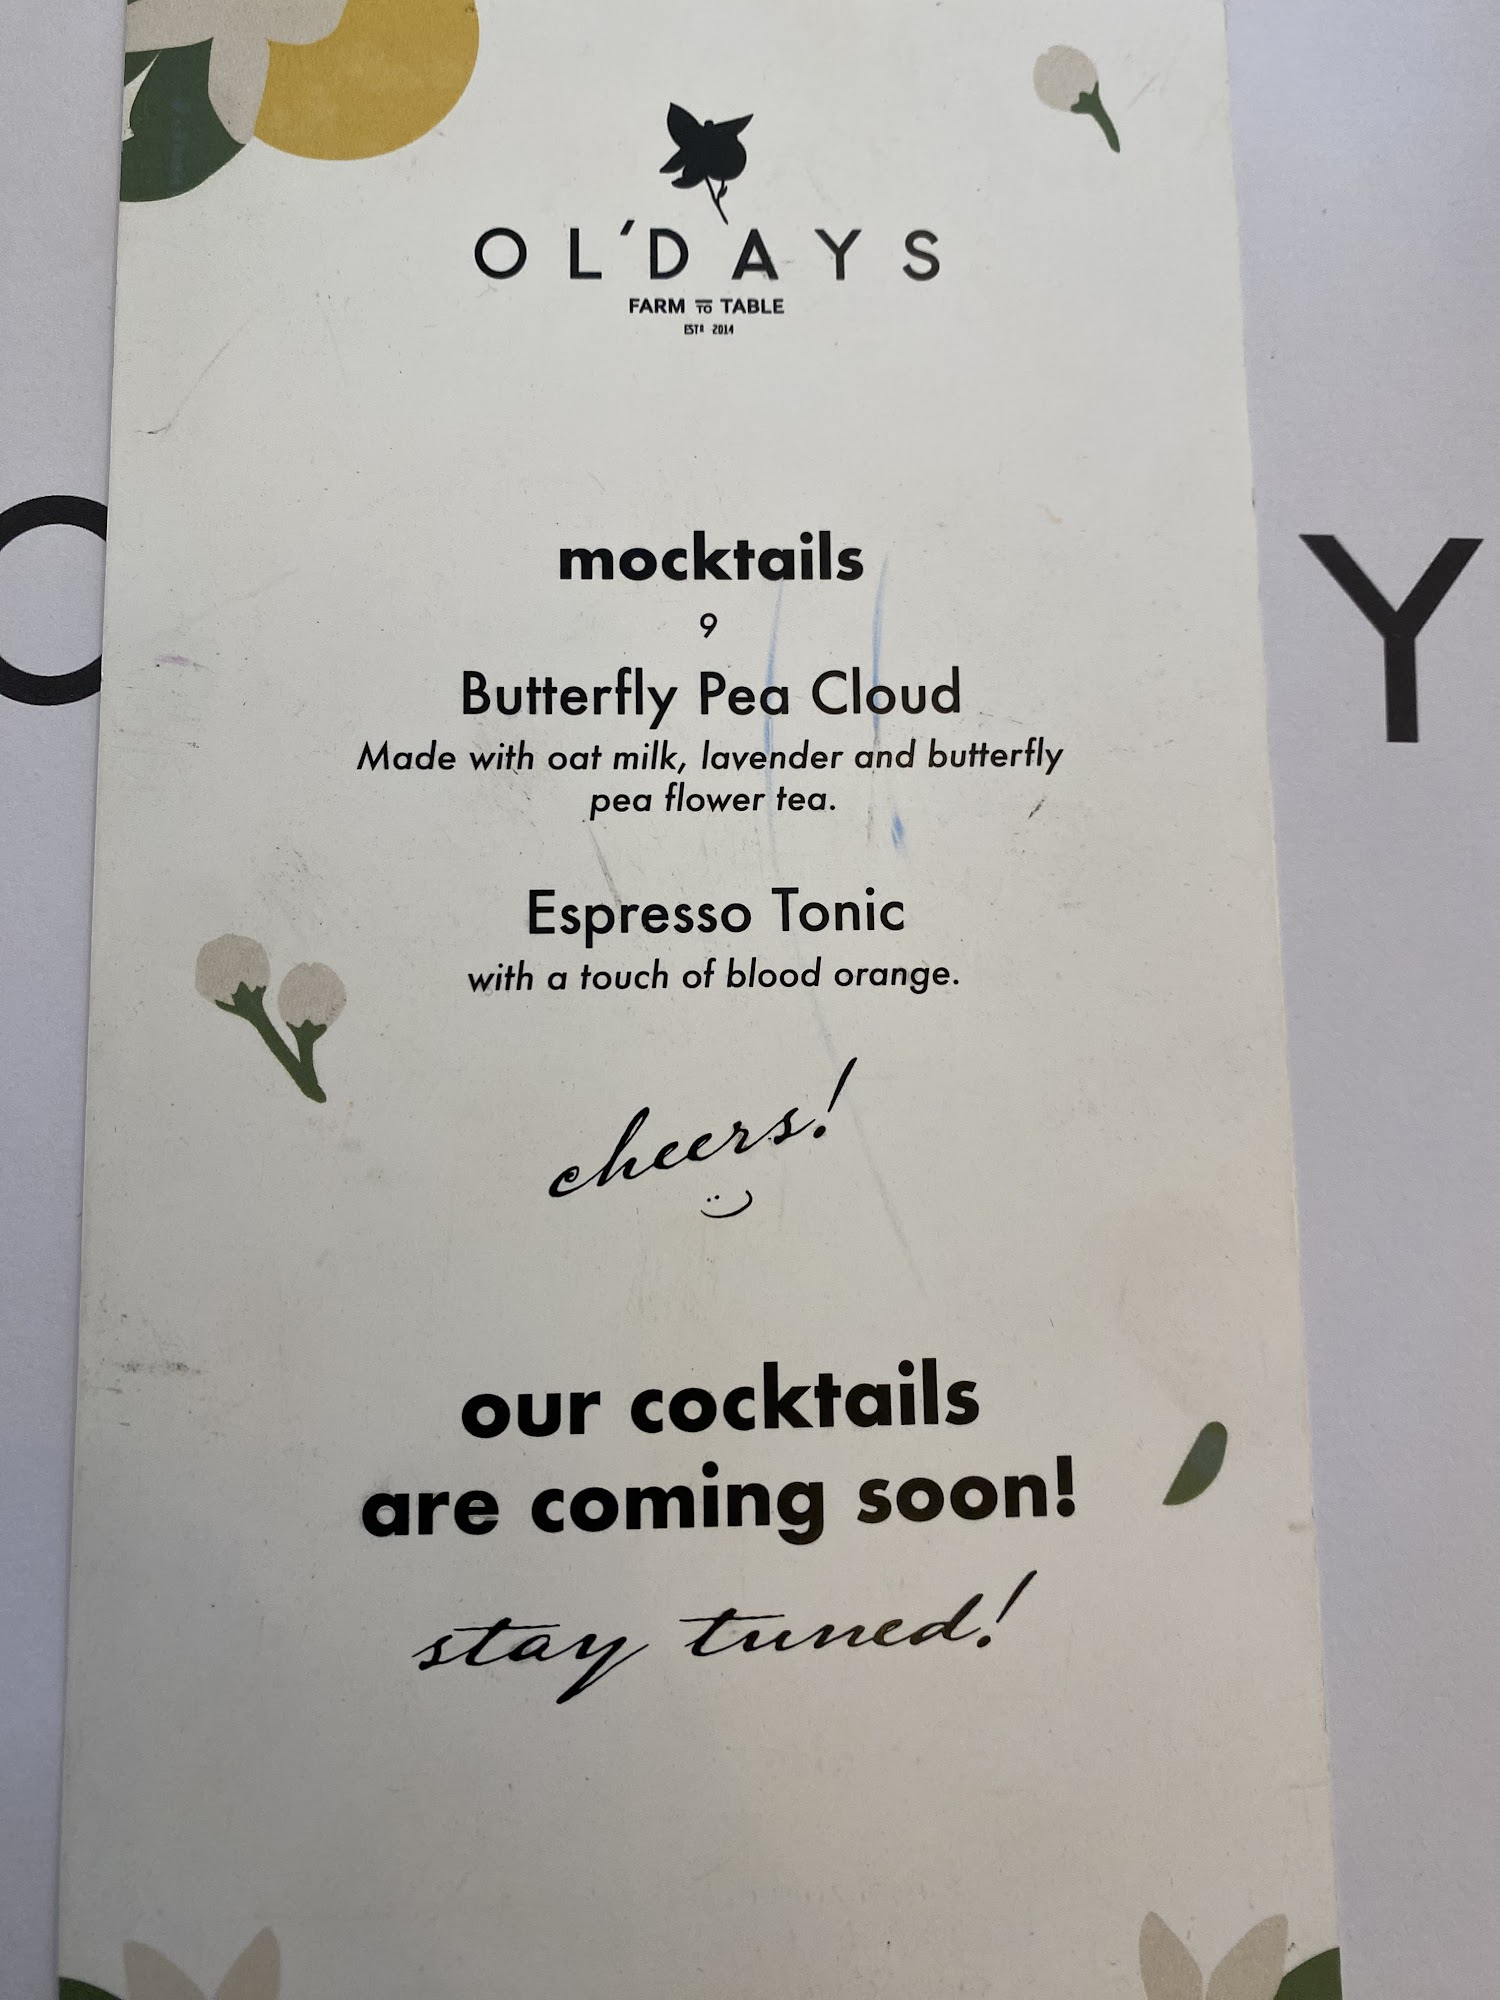 OL'DAYS
FARM TO TABLE
ESTD 2014
mocktails
9
Butterfly Pea Cloud
Made with oat milk, lavender and butterfly
pea flower tea.
Espresso Tonic
with a touch of blood orange.
cheers!
:)
our cocktails
are coming soon!
stay tuned!
O
Y